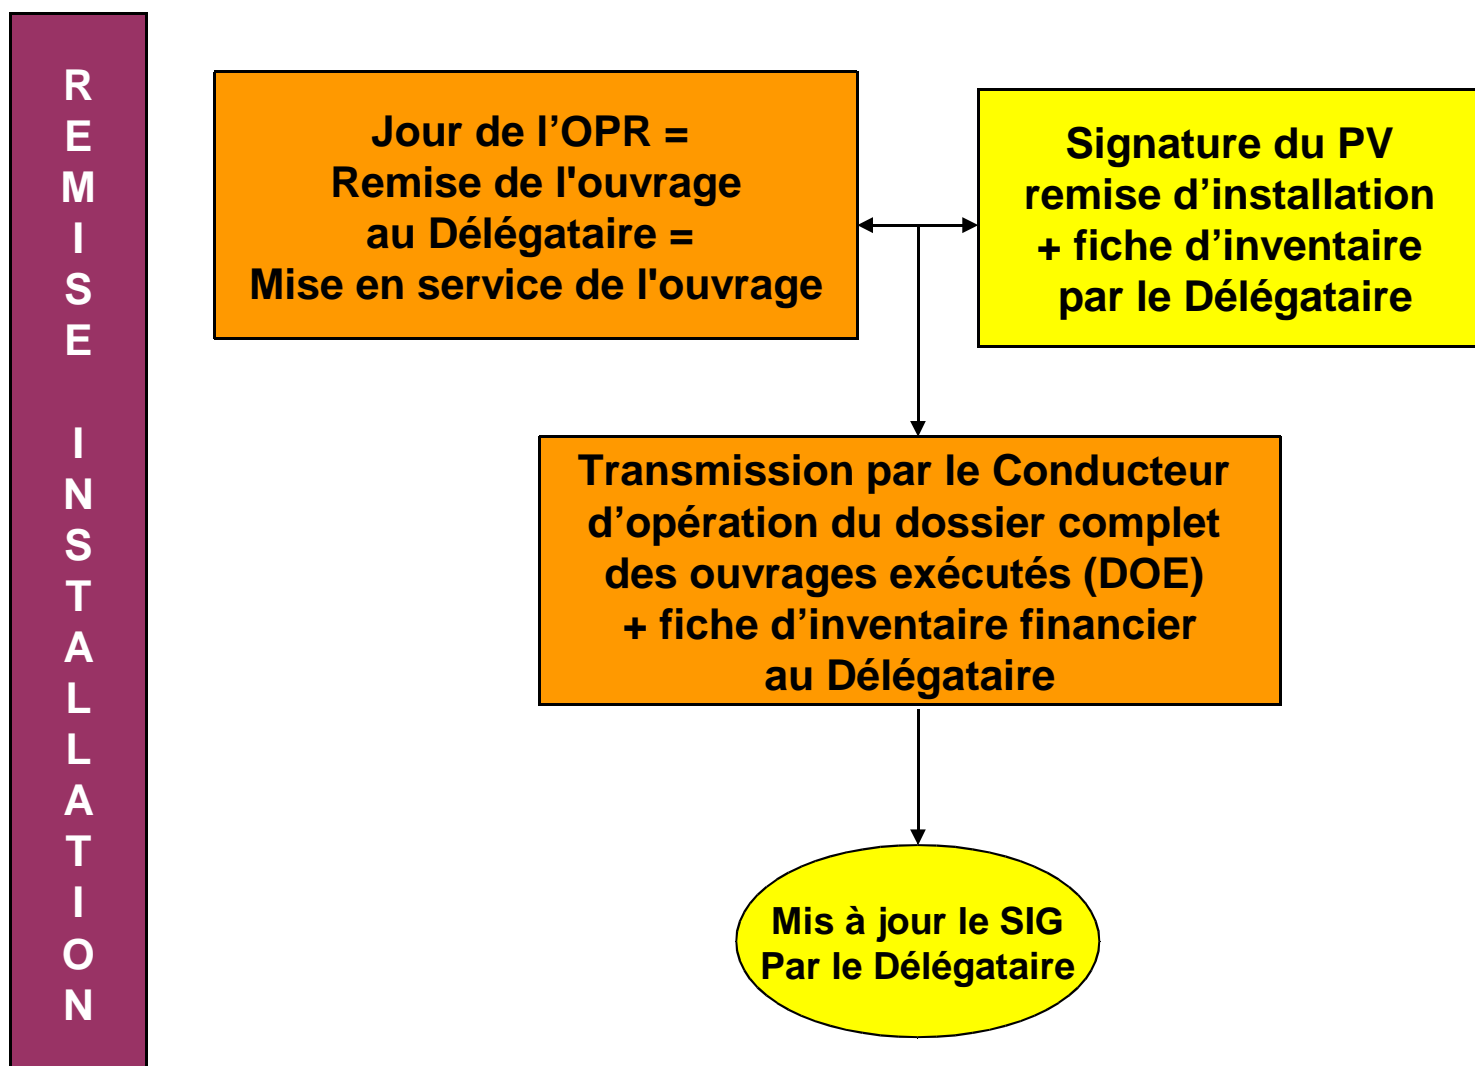 REMISE INSTALLATION
Jour de l’OPR =
Remise de l'ouvrage
au Délégataire =
Mise en service de l'ouvrage
Signature du PV
remise d’installation
+ fiche d’inventaire
par le Délégataire
Transmission par le Conducteur
d’opération du dossier complet
des ouvrages exécutés (DOE)
+ fiche d’inventaire financier
au Délégataire
Mis à jour le SIG
Par le Délégataire